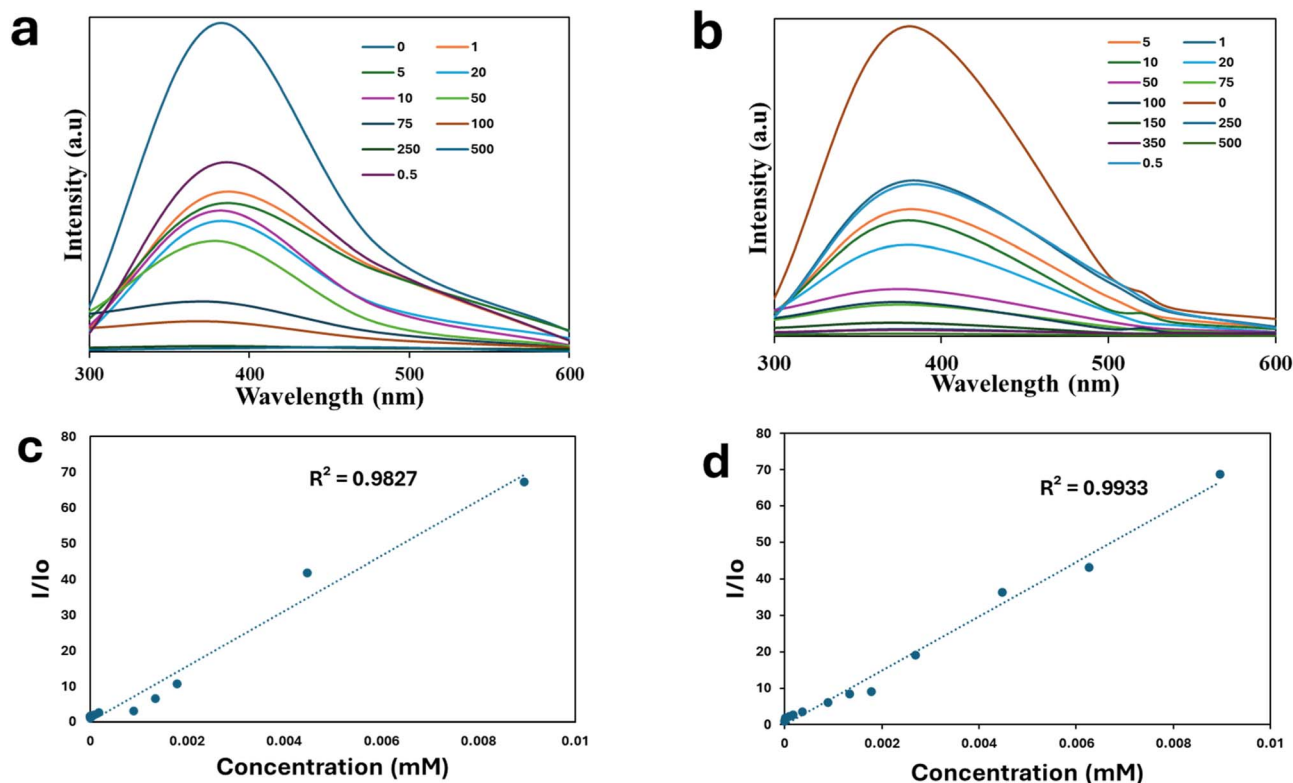 a
Intensity (a.u)
0 1
5 20
10 50
75 100
250 500
0.5
300 400 500 600
Wavelength (nm)
b
Intensity (a.u)
5 1
10 20
50 75
100 0
150 250
350 500
0.5
300 400 500 600
Wavelength (nm)
c
I/Io
80
70
60
50
40
30
20
10
0
R² = 0.9827
0 0.002 0.004 0.006 0.008 0.01
Concentration (mM)
d
I/Io
80
70
60
50
40
30
20
10
0
R² = 0.9933
0 0.002 0.004 0.006 0.008 0.01
Concentration (mM)